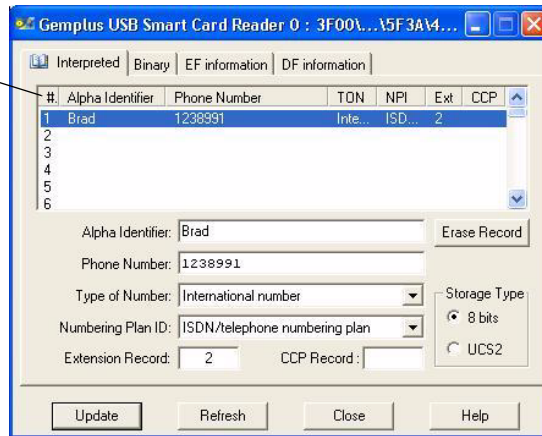 Gemplus USB Smart Card Reader 0 : 3F00\...\5F3A\4...
Interpreted Binary EF information DF information
#. Alpha Identifier Phone Number TON NPI Ext CCP
1 Brad 1238991 Inte... ISD... 2
2
3
4
5
6
Alpha Identifier: Brad Erase Record
Phone Number: 1238991
Type of Number: International number Storage Type
Numbering Plan ID: ISDN/telephone numbering plan 8 bits
Extension Record: 2 CCP Record : UCS2
Update Refresh Close Help